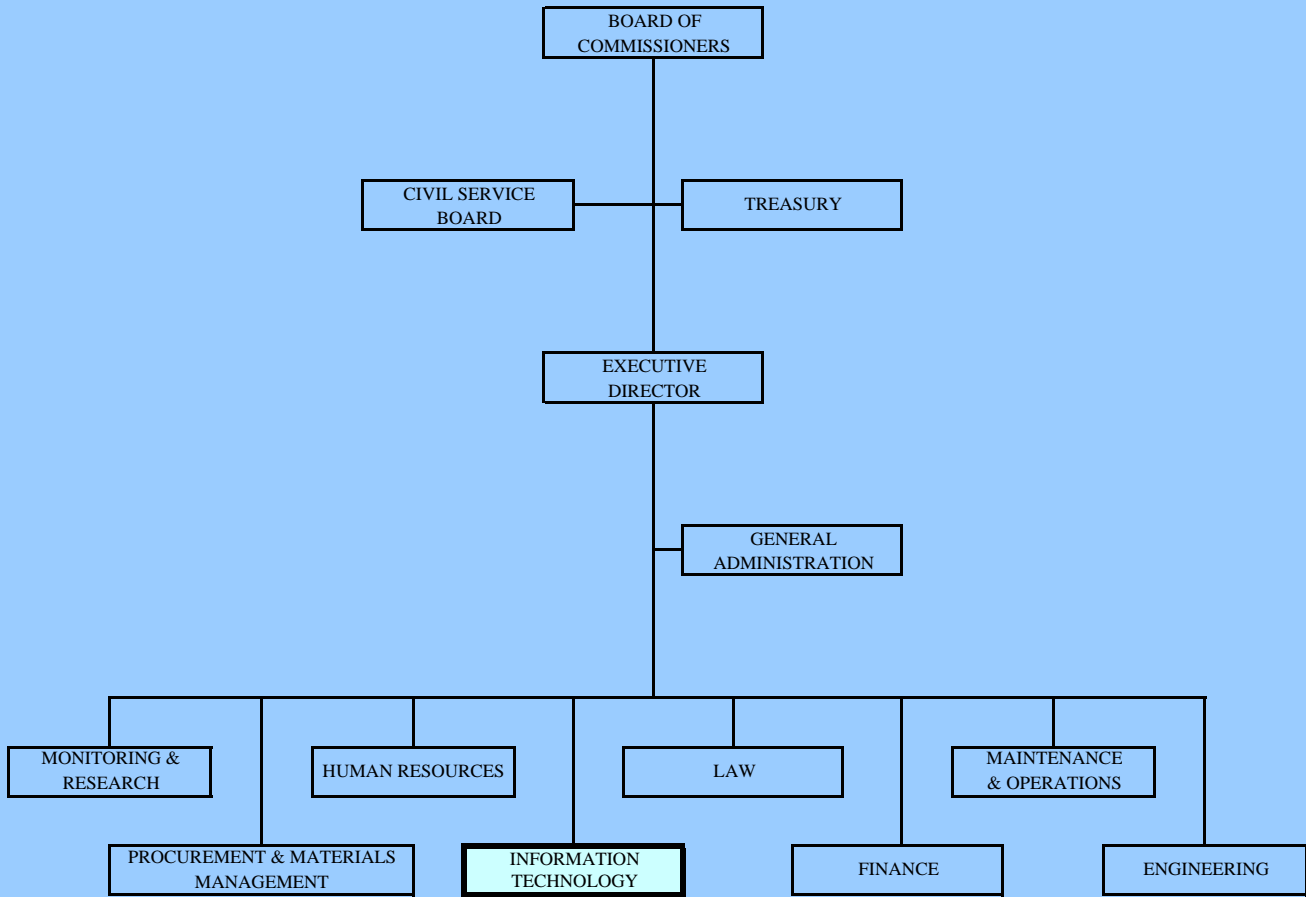 BOARD OF
COMMISSIONERS
CIVIL SERVICE
BOARD
TREASURY
EXECUTIVE
DIRECTOR
GENERAL
ADMINISTRATION
MONITORING &
RESEARCH
HUMAN RESOURCES
LAW
MAINTENANCE
& OPERATIONS
PROCUREMENT & MATERIALS
MANAGEMENT
INFORMATION
TECHNOLOGY
FINANCE
ENGINEERING